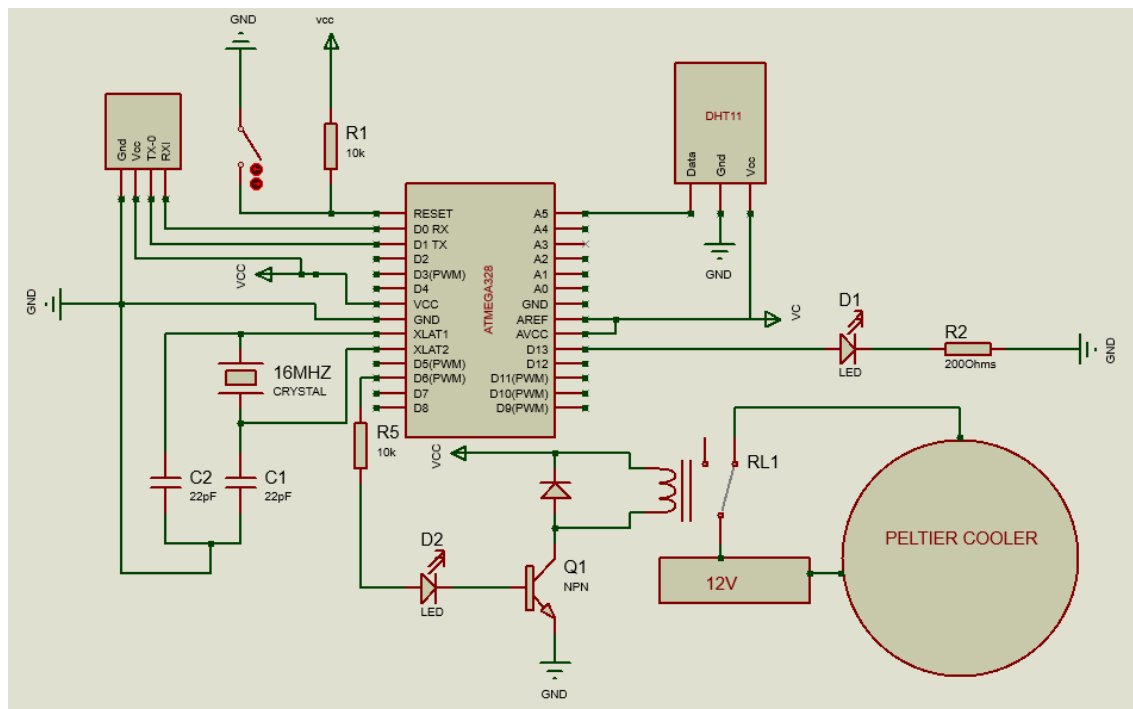 GND
vcc
Gnd
Vcc
TX-0
RXI
R1
10k
DHT11
Data
Gnd
Vcc
GND
RESET
D0 RX
D1 TX
D2
D3(PWM)
D4
VCC
GND
XLAT1
XLAT2
D5(PWM)
D6(PWM)
D7
D8
ATMEGA328
A5
A4
A3
A2
A1
A0
GND
AREF
AVCC
D13
D12
D11(PWM)
D10(PWM)
D9(PWM)
VCC
GND
VC
D1
LED
R2
200Ohms
GND
16MHZ
CRYSTAL
C2
22pF
C1
22pF
R5
10k
VCC
D2
LED
Q1
NPN
GND
RL1
12V
PELTIER COOLER